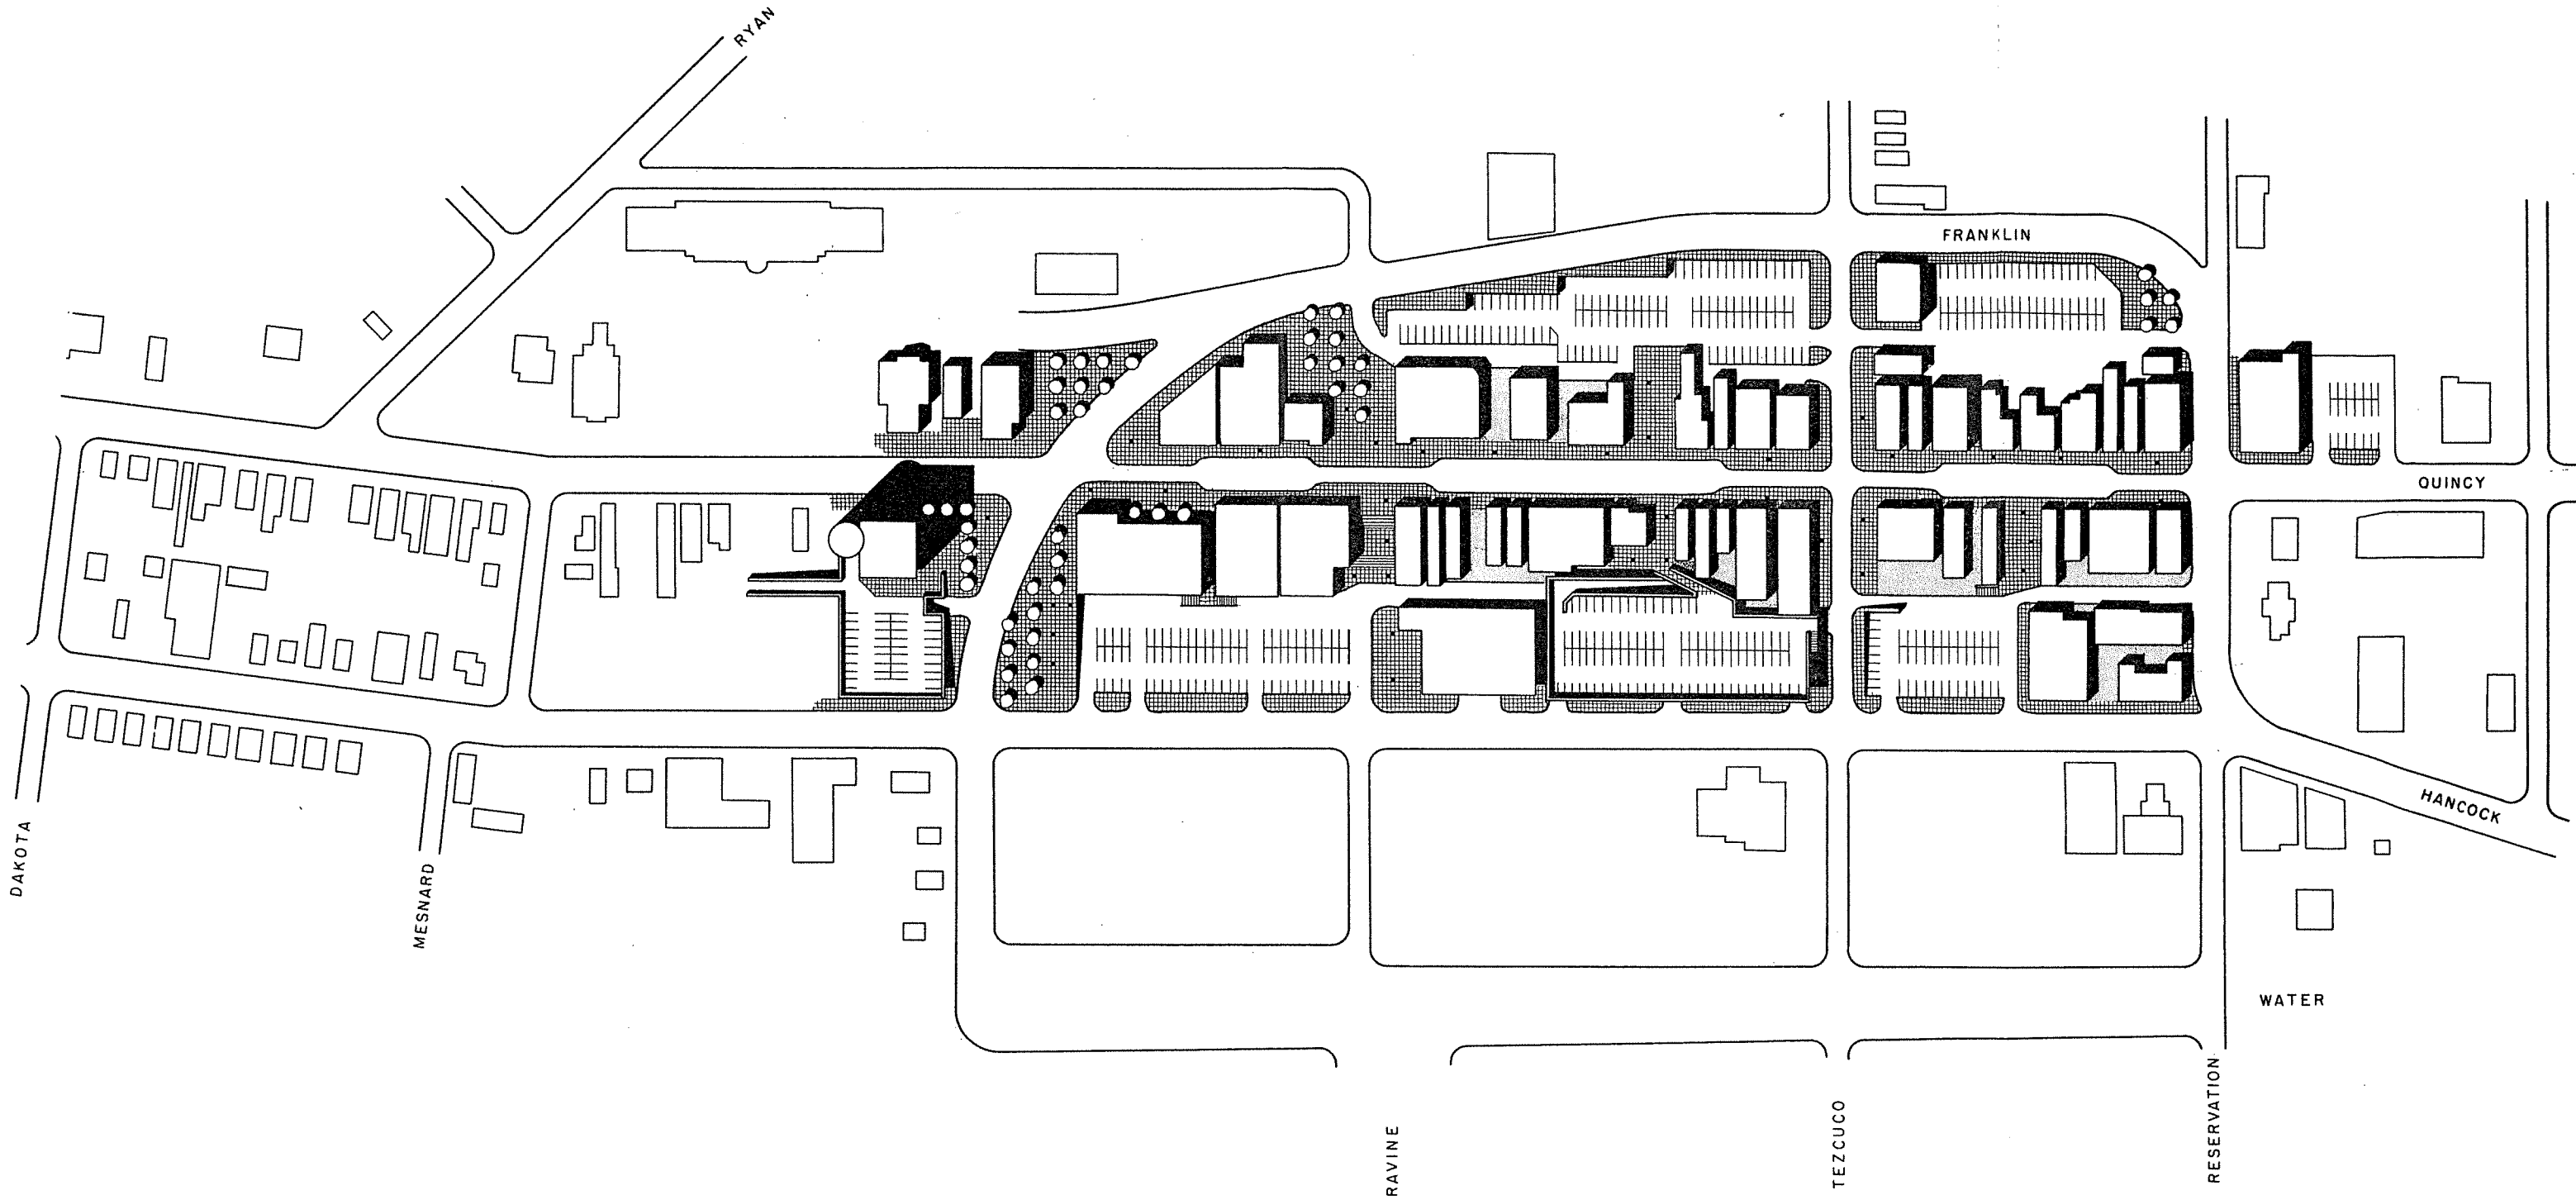 RYAN
FRANKLIN
QUINCY
HANCOCK
DAKOTA
MESNARD
WATER
RAVINE
TEZCUCO
RESERVATION